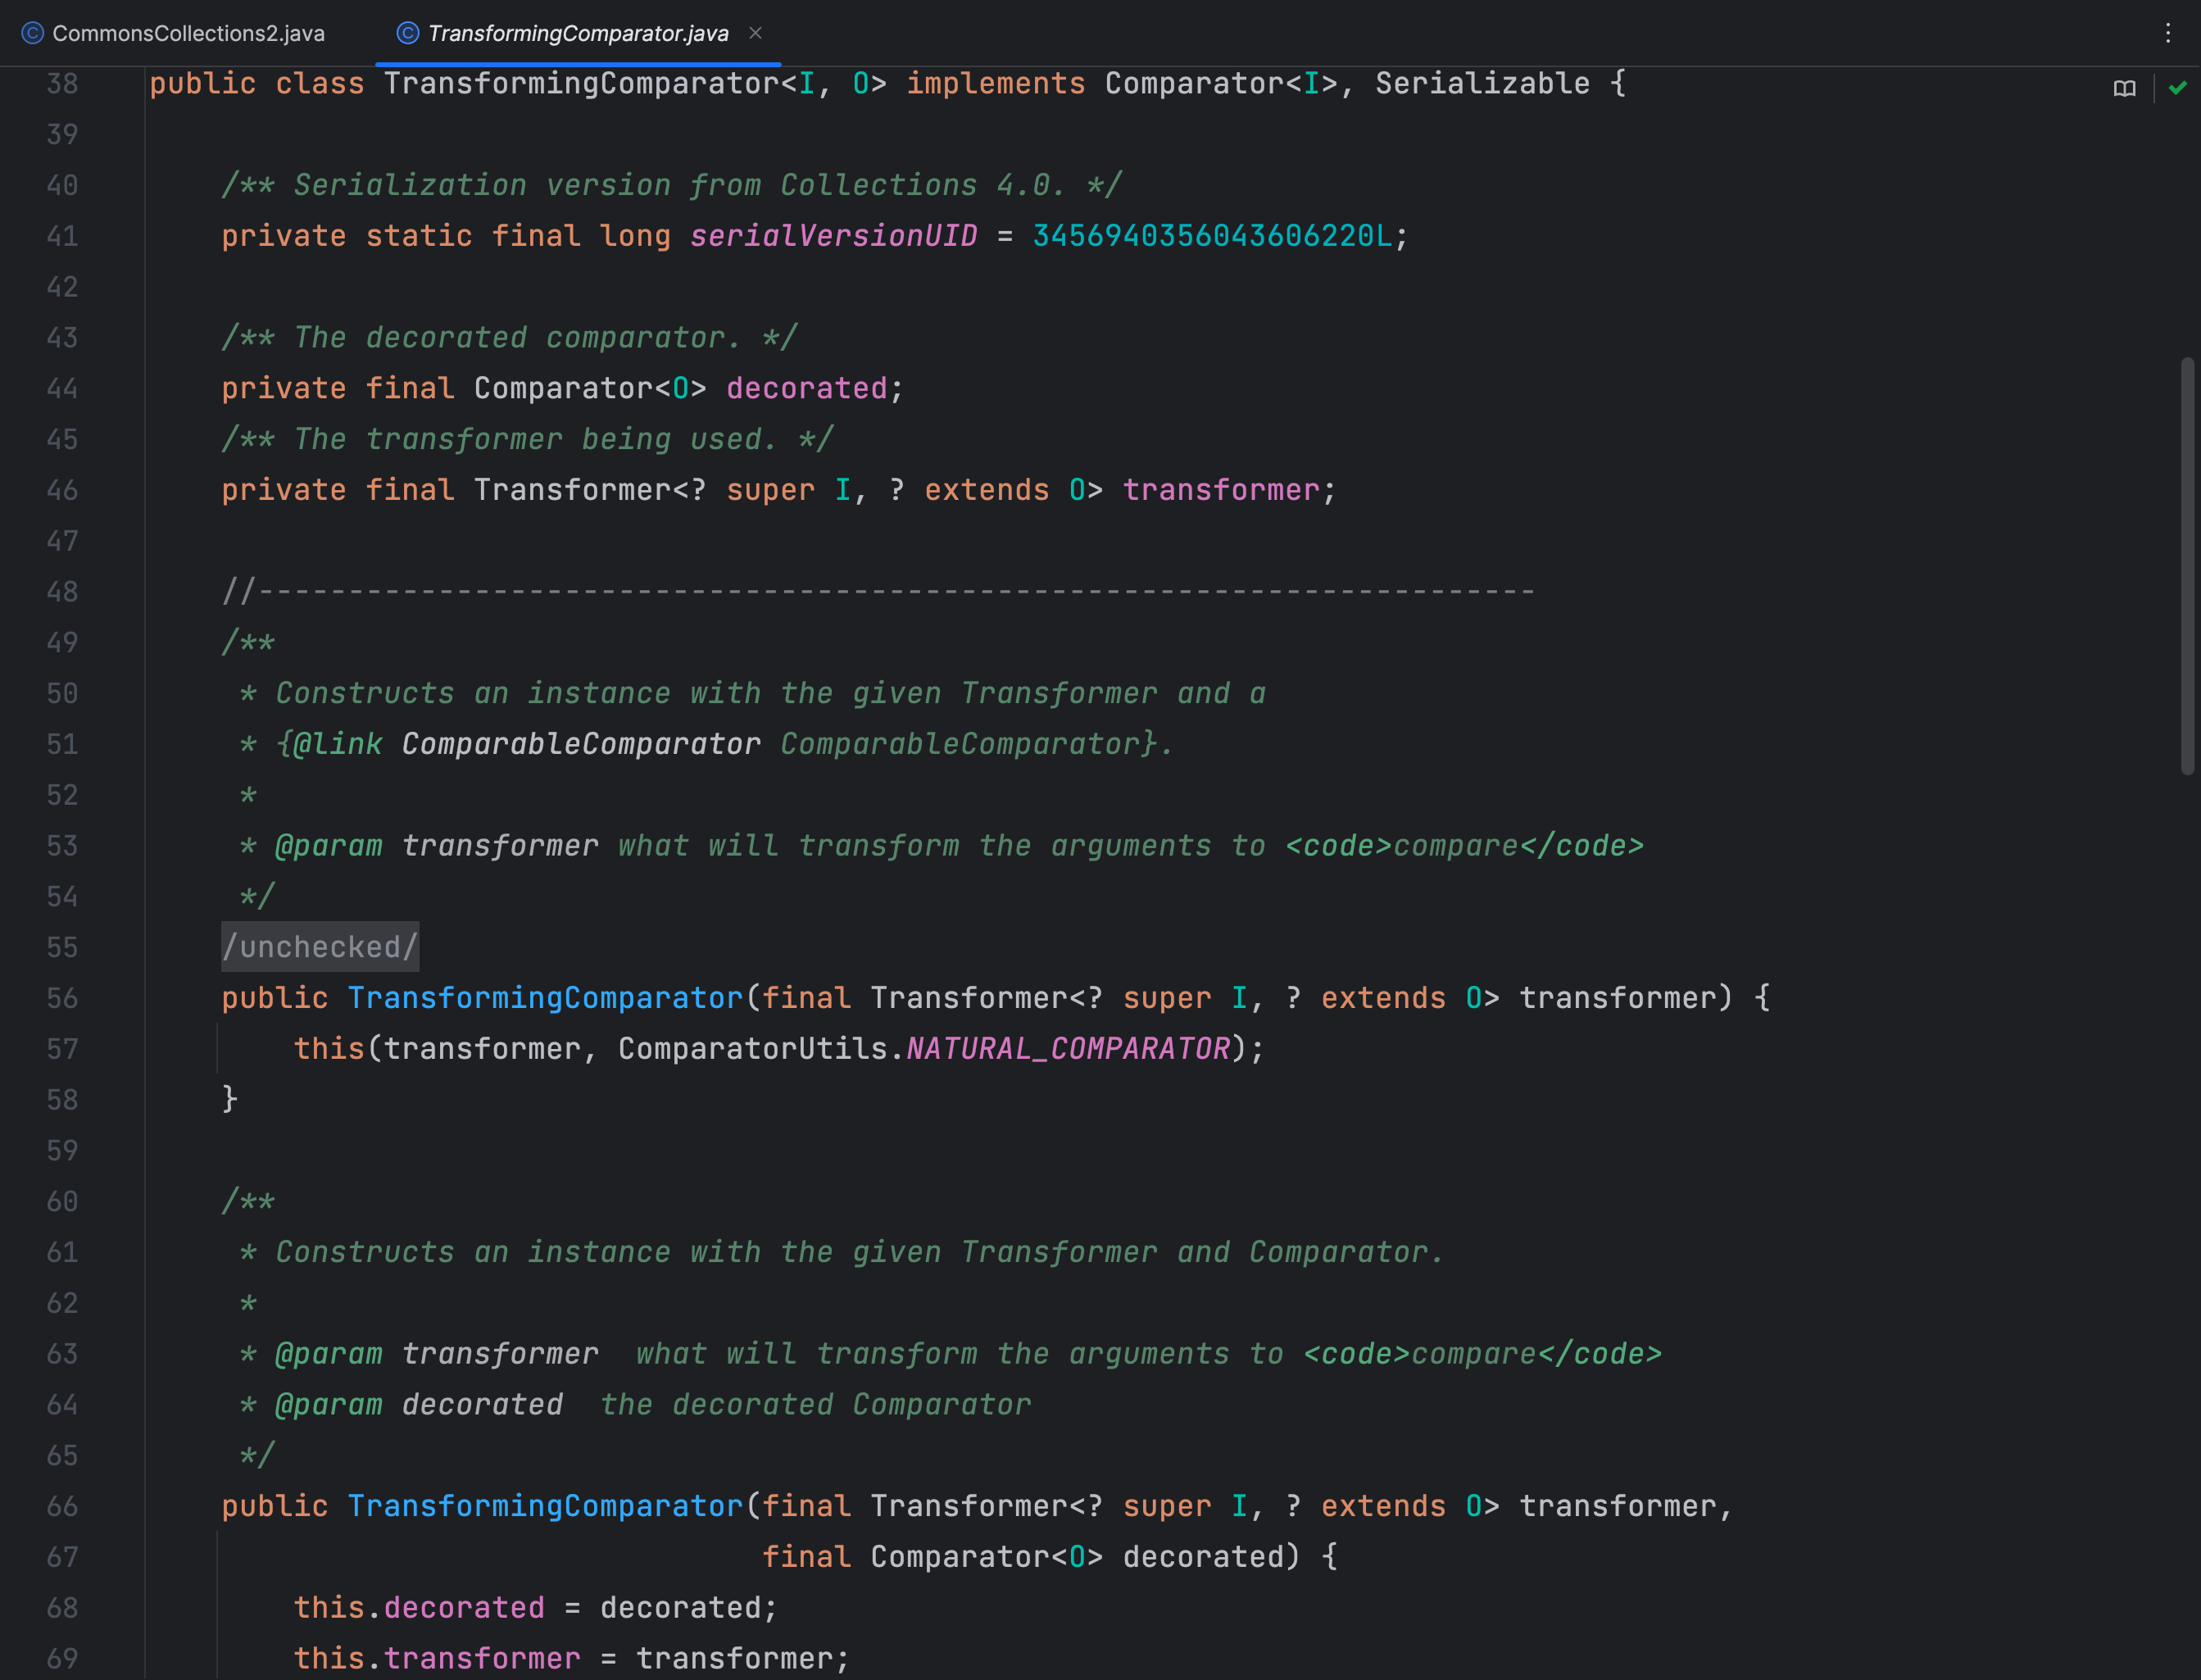 CommonsCollections2.java
TransformingComparator.java
38 public class TransformingComparator<I, O> implements Comparator<I>, Serializable {
39
40 /** Serialization version from Collections 4.0. */
41 private static final long serialVersionUID = 3456940356043606220L;
42
43 /** The decorated comparator. */
44 private final Comparator<O> decorated;
45 /** The transformer being used. */
46 private final Transformer<? super I, ? extends O> transformer;
47
48 //-----------------------------------------------------------------------
49 /**
50 * Constructs an instance with the given Transformer and a
51 * {@link ComparableComparator ComparableComparator}.
52 *
53 * @param transformer what will transform the arguments to <code>compare</code>
54 */
55 /unchecked/
56 public TransformingComparator(final Transformer<? super I, ? extends O> transformer) {
57 this(transformer, ComparatorUtils.NATURAL_COMPARATOR);
58 }
59
60 /**
61 * Constructs an instance with the given Transformer and Comparator.
62 *
63 * @param transformer  what will transform the arguments to <code>compare</code>
64 * @param decorated  the decorated Comparator
65 */
66 public TransformingComparator(final Transformer<? super I, ? extends O> transformer,
67 final Comparator<O> decorated) {
68 this.decorated = decorated;
69 this.transformer = transformer;